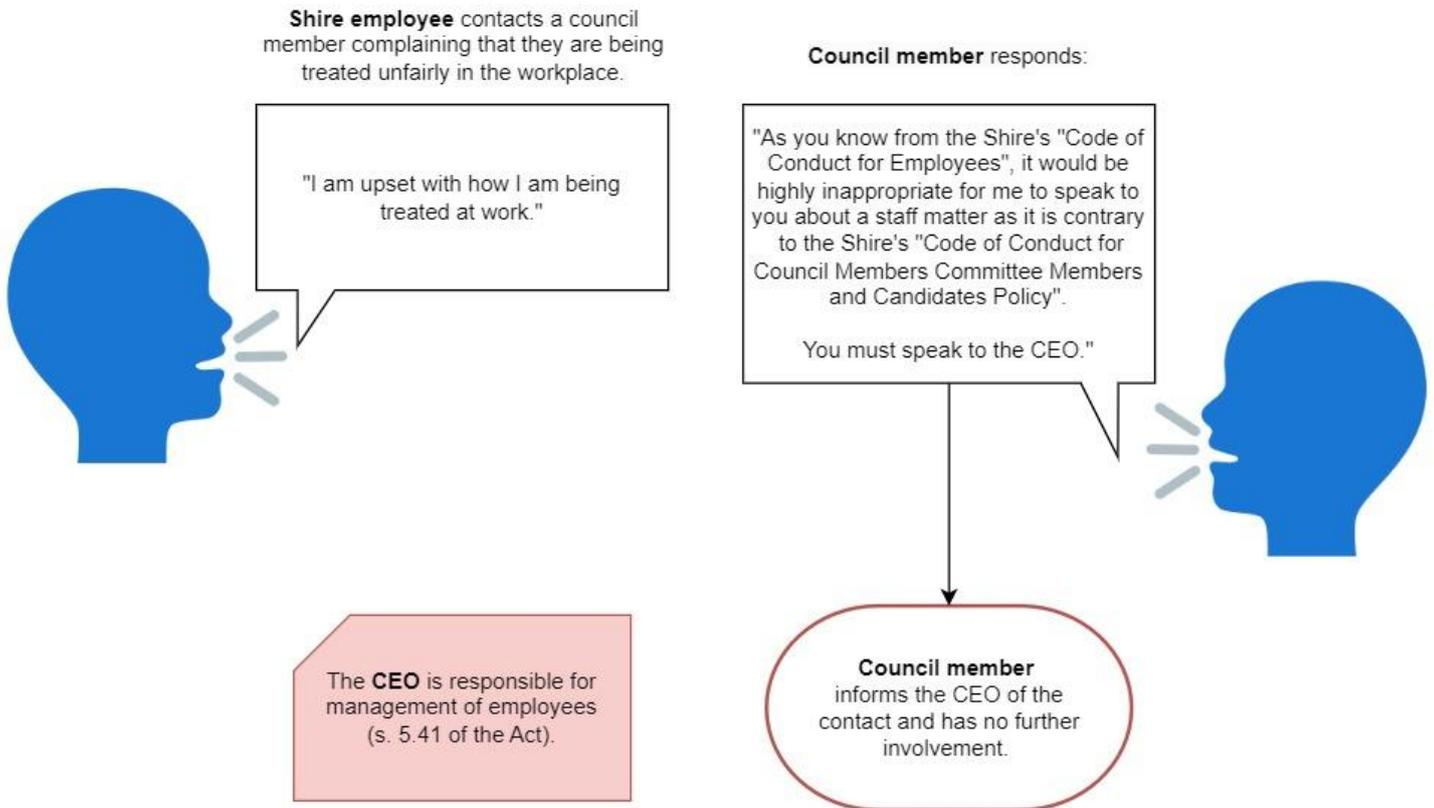 Shire employee contacts a council
member complaining that they are being
treated unfairly in the workplace.
"I am upset with how I am being
treated at work."
Council member responds:
"As you know from the Shire's "Code of
Conduct for Employees", it would be
highly inappropriate for me to speak to
you about a staff matter as it is contrary
to the Shire's "Code of Conduct for
Council Members Committee Members
and Candidates Policy".
You must speak to the CEO."
The CEO is responsible for
management of employees
(s. 5.41 of the Act).
Council member
informs the CEO of the
contact and has no further
involvement.